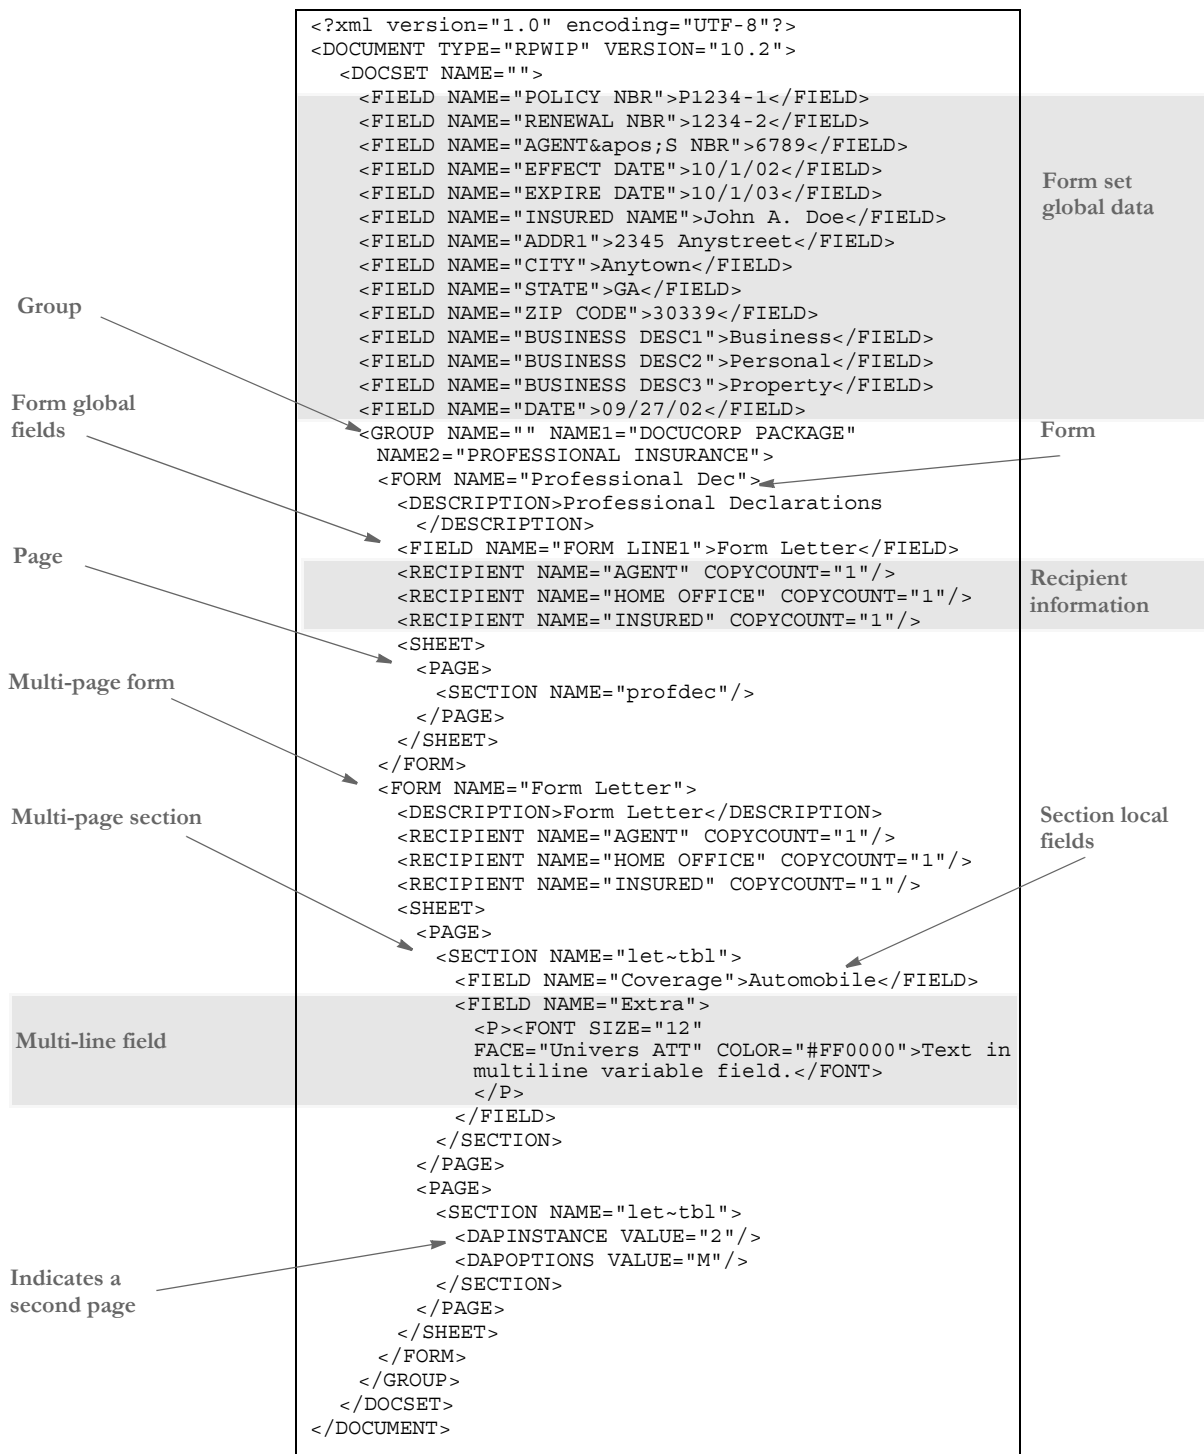 <?xml version="1.0" encoding="UTF-8"?>
<DOCUMENT TYPE="RPWIP" VERSION="10.2">
<DOCSET NAME="">
<FIELD NAME="POLICY NBR">P1234-1</FIELD>
<FIELD NAME="RENEWAL NBR">1234-2</FIELD>
<FIELD NAME="AGENT&apos;S NBR">6789</FIELD>
<FIELD NAME="EFFECT DATE">10/1/02</FIELD>
<FIELD NAME="EXPIRE DATE">10/1/03</FIELD>
Form set
global data
<FIELD NAME="INSURED NAME">John A. Doe</FIELD>
<FIELD NAME="ADDR1">2345 Anystreet</FIELD>
<FIELD NAME="CITY">Anytown</FIELD>
<FIELD NAME="STATE">GA</FIELD>
Group
<FIELD NAME="ZIP CODE">30339</FIELD>
<FIELD NAME="BUSINESS DESC1">Business</FIELD>
<FIELD NAME="BUSINESS DESC2">Personal</FIELD>
<FIELD NAME="BUSINESS DESC3">Property</FIELD>
Form global
fields
<FIELD NAME="DATE">09/27/02</FIELD>
<GROUP NAME="" NAME1="DOCUCORP PACKAGE"
Form
NAME2="PROFESSIONAL INSURANCE">
<FORM NAME="Professional Dec">
<DESCRIPTION>Professional Declarations
</DESCRIPTION>
<FIELD NAME="FORM LINE1">Form Letter</FIELD>
Page
<RECIPIENT NAME="AGENT" COPYCOUNT="1"/>
Recipient
information
<RECIPIENT NAME="HOME OFFICE" COPYCOUNT="1"/>
<RECIPIENT NAME="INSURED" COPYCOUNT="1"/>
<SHEET>
<PAGE>
Multi-page form
<SECTION NAME="profdec"/>
</PAGE>
</SHEET>
</FORM>
<FORM NAME="Form Letter">
<DESCRIPTION>Form Letter</DESCRIPTION>
Multi-page section
Section local
fields
<RECIPIENT NAME="AGENT" COPYCOUNT="1"/>
<RECIPIENT NAME="HOME OFFICE" COPYCOUNT="1"/>
<RECIPIENT NAME="INSURED" COPYCOUNT="1"/>
<SHEET>
<PAGE>
<SECTION NAME="let~tbl">
<FIELD NAME="Coverage">Automobile</FIELD>
<FIELD NAME="Extra">
<P><FONT SIZE="12"
Multi-line field
FACE="Univers ATT" COLOR="#FF0000">Text in
multiline variable field.</FONT>
</P>
</FIELD>
</SECTION>
</PAGE>
<PAGE>
<SECTION NAME="let~tbl">
<DAPINSTANCE VALUE="2"/>
<DAPOPTIONS VALUE="M"/>
Indicates a
second page
</SECTION>
</PAGE>
</SHEET>
</FORM>
</GROUP>
</DOCSET>
</DOCUMENT>